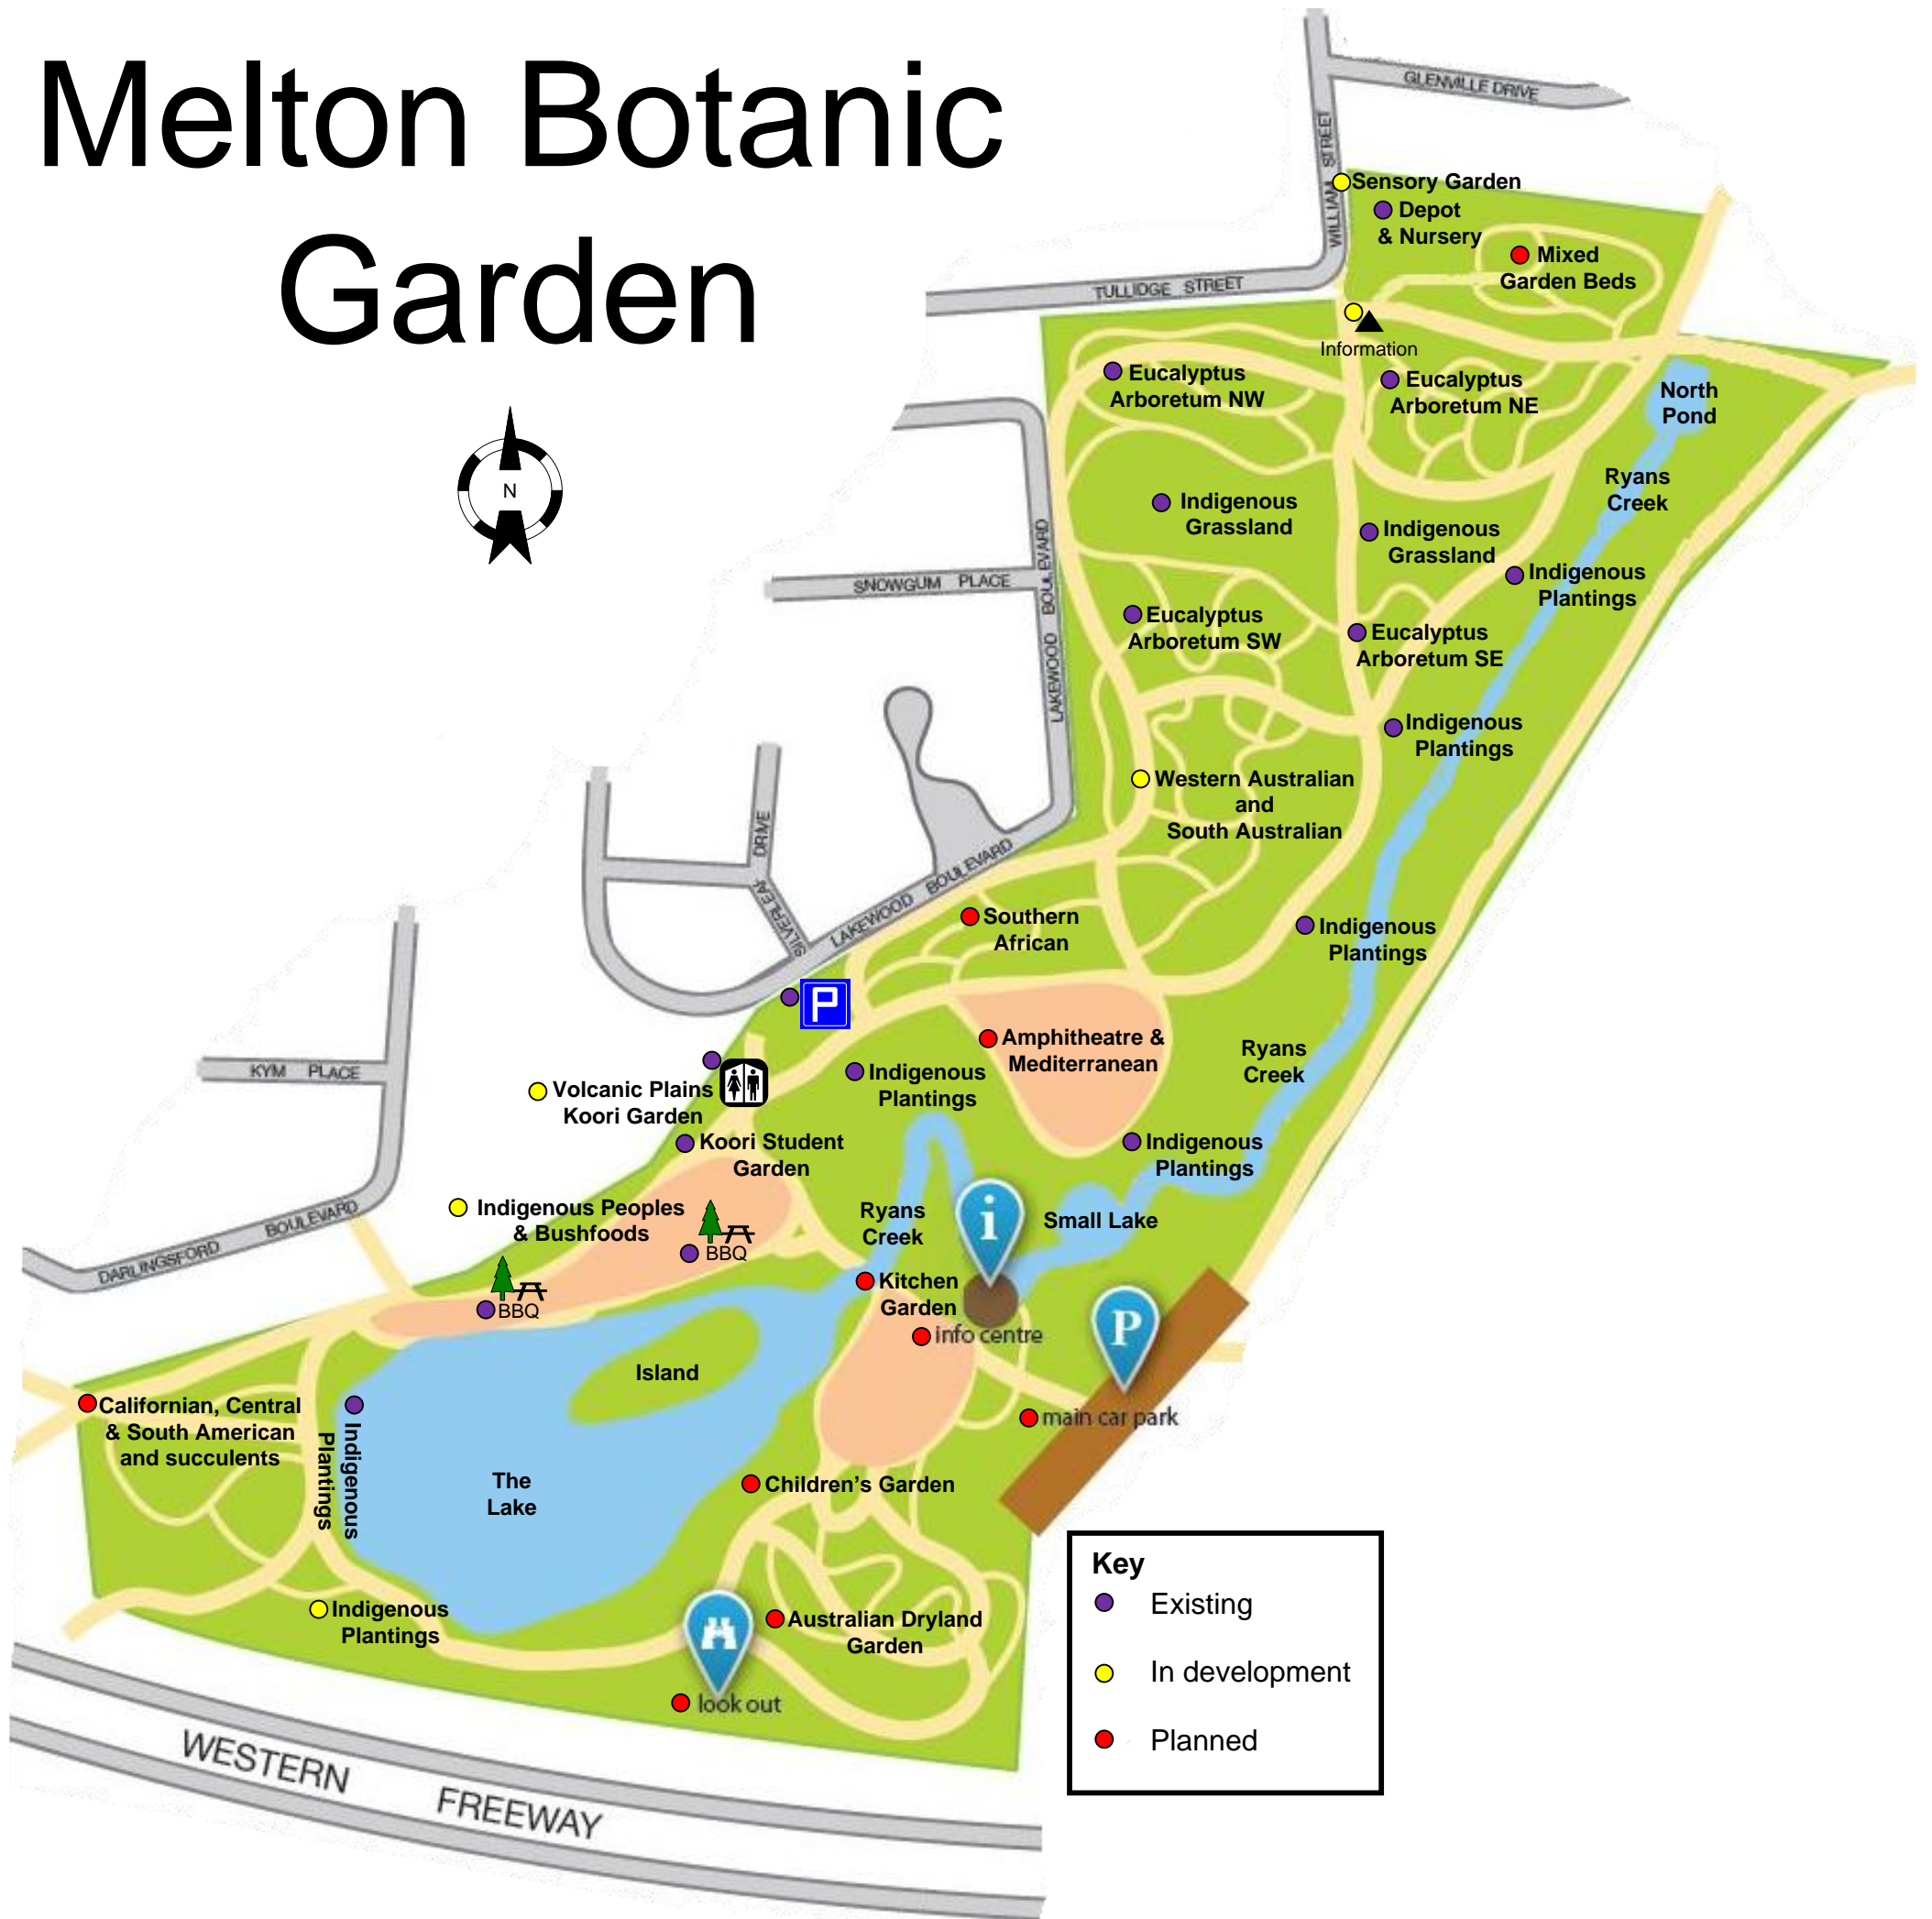 Melton Botanic
Garden
GLENVILLE DRIVE
WILLIAM STREET
Sensory Garden
Depot
& Nursery
Mixed
Garden Beds
TULLIDGE STREET
Information
Eucalyptus
Arboretum NW
Eucalyptus
Arboretum NE
North
Pond
N
Ryans
Creek
Indigenous
Grassland
Indigenous
Grassland
Indigenous
Plantings
SNOWGUM PLACE
LAKEWOOD BOULEVARD
Eucalyptus
Arboretum SW
Eucalyptus
Arboretum SE
Indigenous
Plantings
Western Australian
and
South Australian
SILVERLEAF DRIVE
LAKEWOOD BOULEVARD
Southern
African
Indigenous
Plantings
P
Amphitheatre &
Mediterranean
Ryans
Creek
KYM PLACE
Volcanic Plains
Koori Garden
Indigenous
Plantings
Koori Student
Garden
Indigenous
Plantings
Indigenous Peoples
& Bushfoods
BBQ
Ryans
Creek
i
Small Lake
DARLINGSFORD BOULEVARD
BBQ
Kitchen
Garden
info centre
P
Island
Californian, Central
& South American
and succulents
Indigenous
Plantings
main car park
The
Lake
Children's Garden
Indigenous
Plantings
Australian Dryland
Garden
look out
Key
Existing
In development
Planned
WESTERN FREEWAY